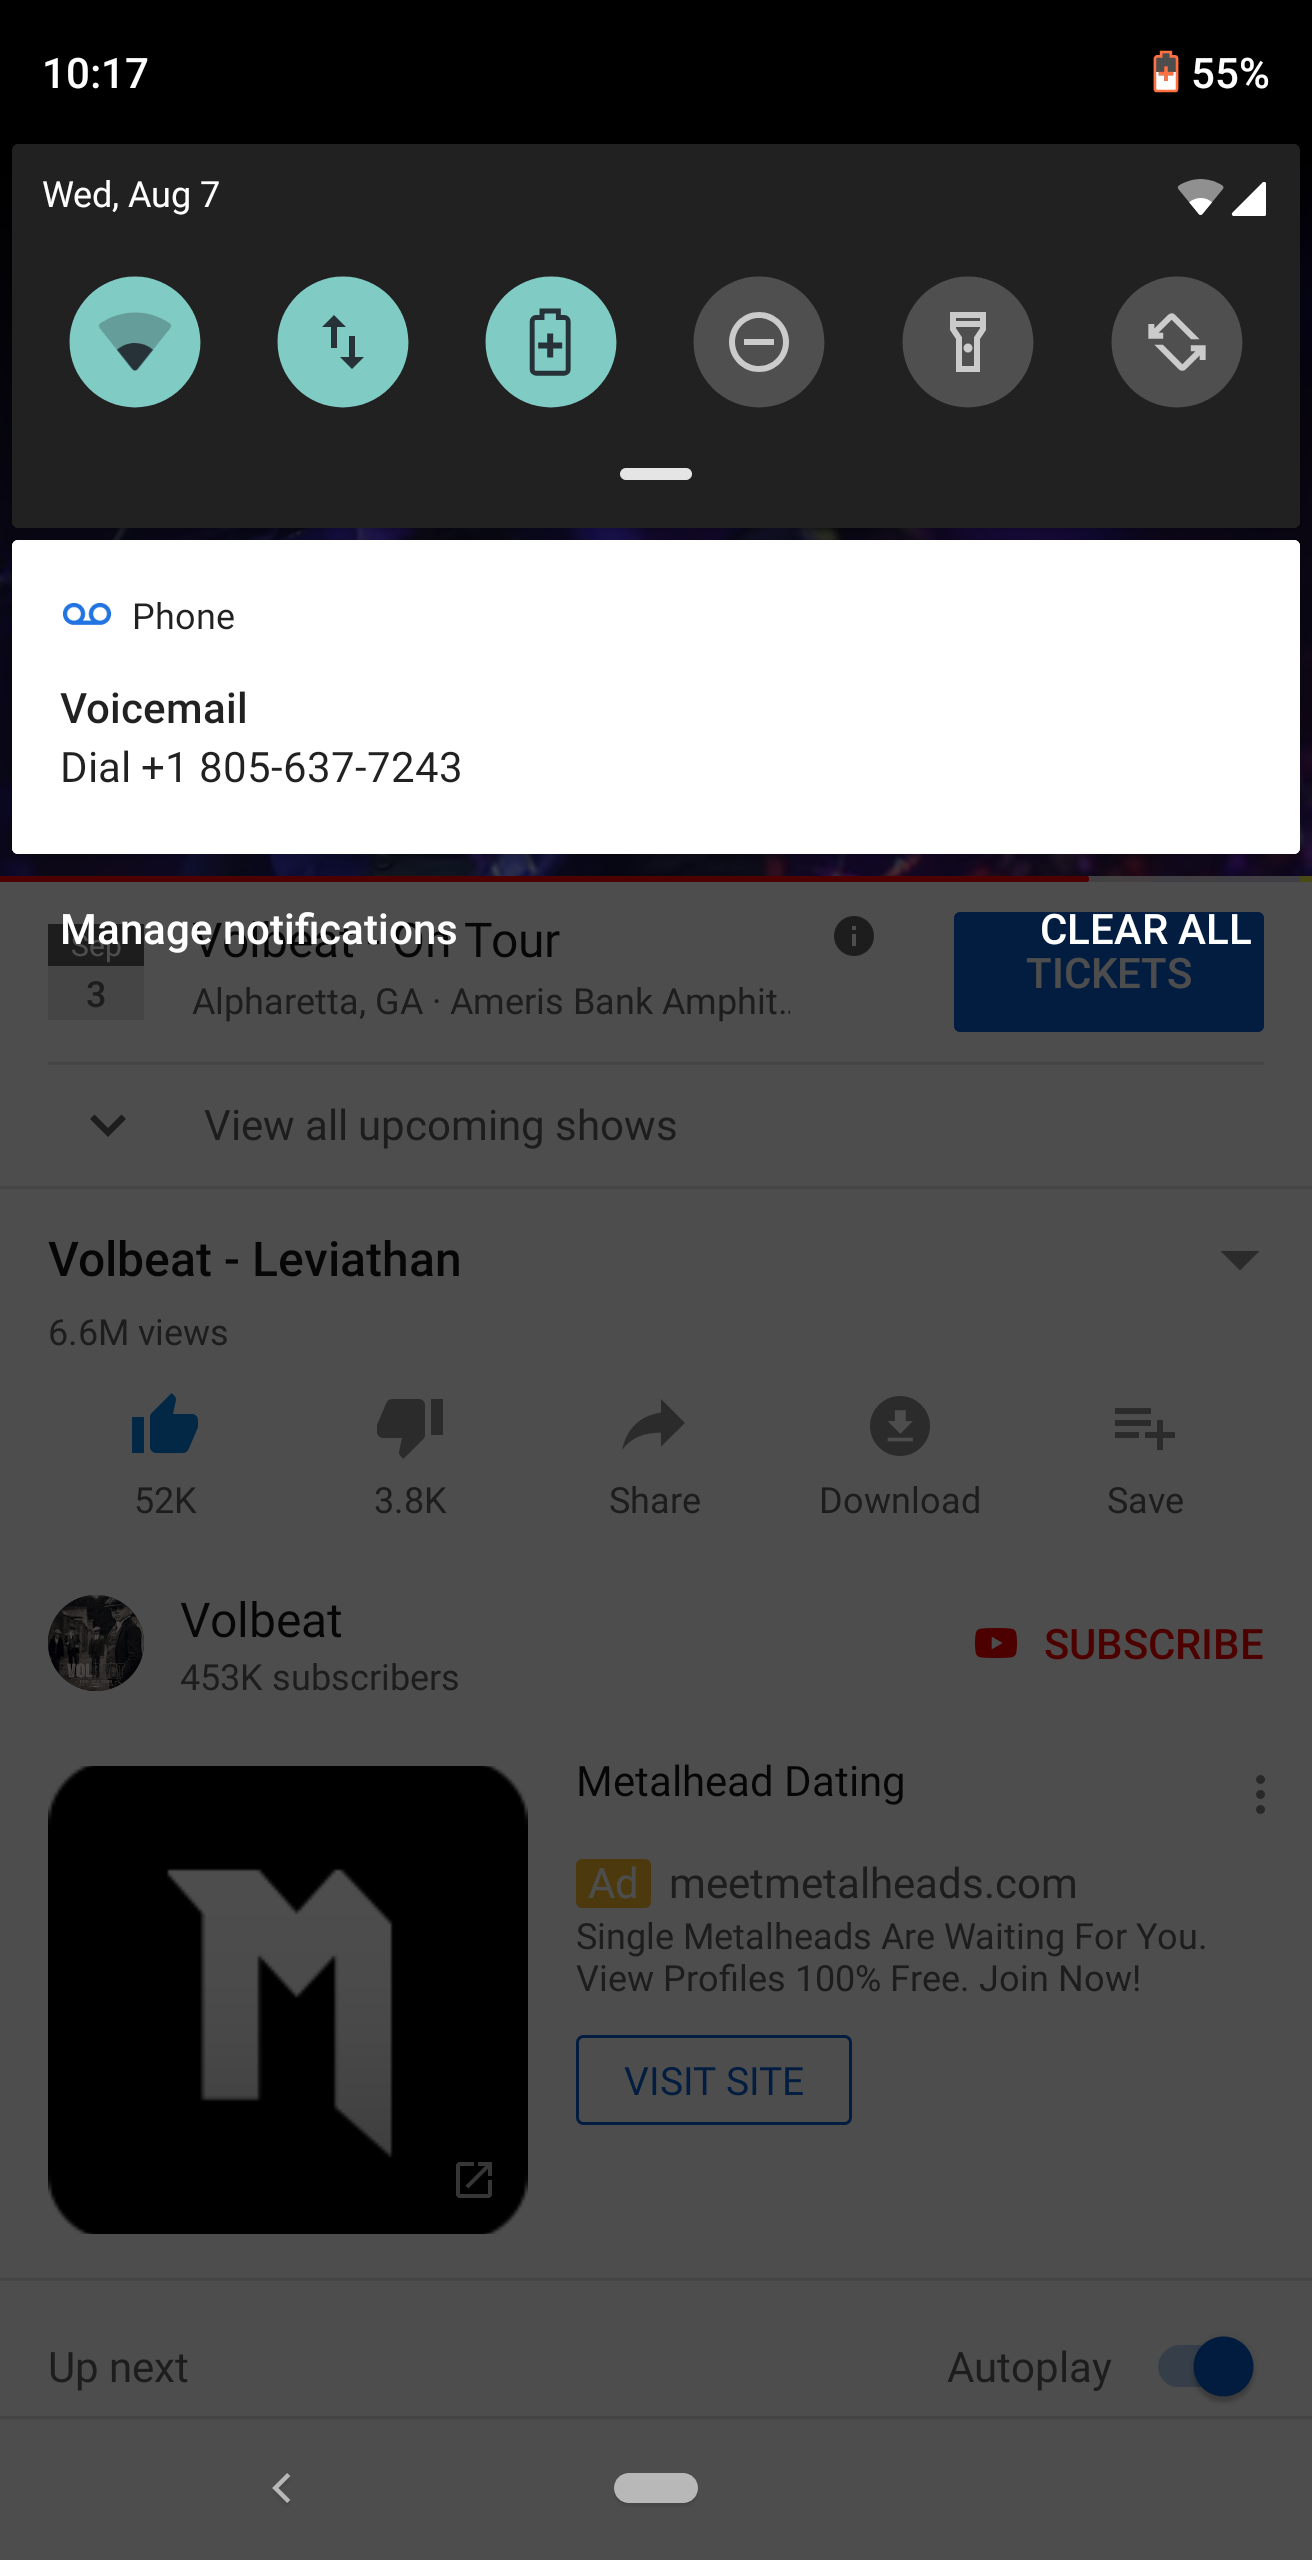 10:17
55%
Wed, Aug 7
Phone
Voicemail
Dial +1 805-637-7243
Manage notifications
CLEAR ALL
Sep
3
Volbeat - On Tour
Alpharetta, GA · Ameris Bank Amphit..
TICKETS
View all upcoming shows
Volbeat - Leviathan
6.6M views
52K
3.8K
Share
Download
Save
Volbeat
453K subscribers
SUBSCRIBE
Metalhead Dating
Ad meetmetalheads.com
Single Metalheads Are Waiting For You.
View Profiles 100% Free. Join Now!
VISIT SITE
Up next
Autoplay